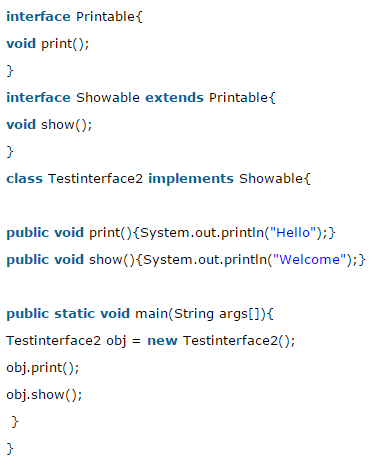 interface Printable{
void print();
}
interface Showable extends Printable{
void show();
}
class Testinterface2 implements Showable{
public void print(){System.out.println("Hello");}
public void show(){System.out.println("Welcome");}
public static void main(String args[]){
Testinterface2 obj = new Testinterface2();
obj.print();
obj.show();
}
}